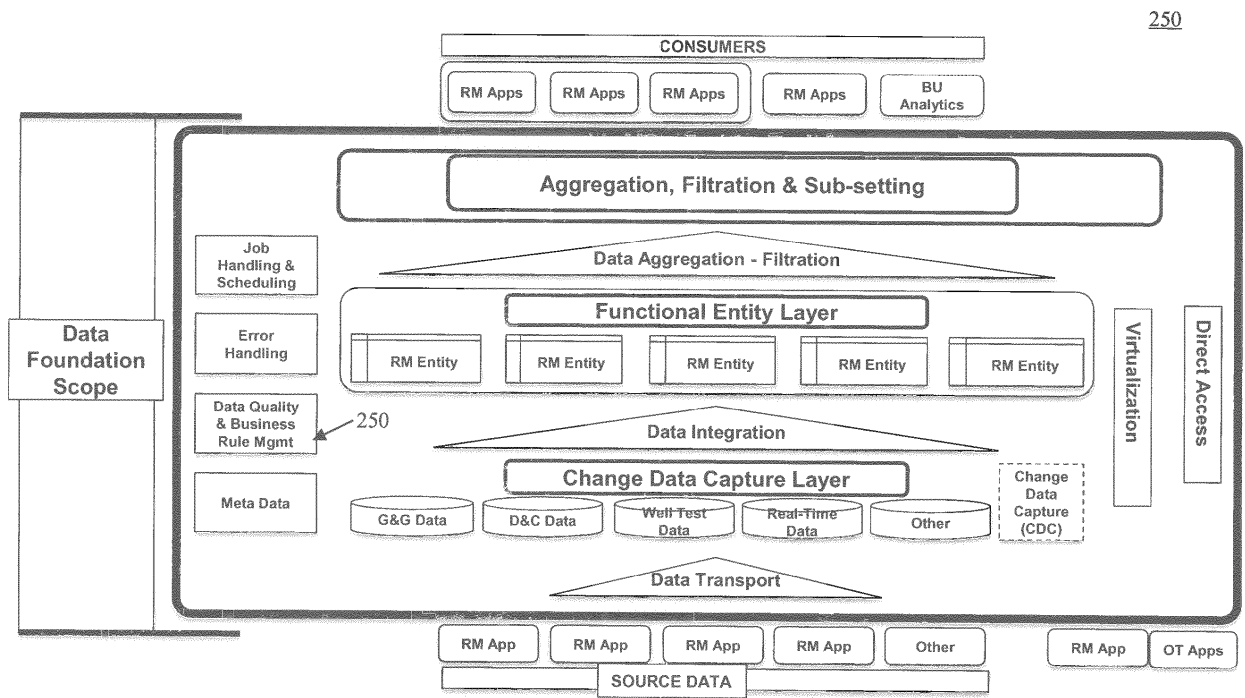 250
CONSUMERS
RM Apps
RM Apps
RM Apps
RM Apps
BU
Analytics
Aggregation, Filtration & Sub-setting
Data Aggregation - Filtration
Job
Handling &
Scheduling
Error
Handling
Data Quality
& Business
Rule Mgmt
250
Meta Data
Data
Foundation
Scope
Functional Entity Layer
RM Entity
RM Entity
RM Entity
RM Entity
RM Entity
Data Integration
Change Data Capture Layer
G&G Data
D&C Data
Well Test
Data
Real-Time
Data
Other
Change
Data
Capture
(CDC)
Virtualization
Direct Access
Data Transport
RM App
RM App
RM App
RM App
Other
RM App
OT Apps
SOURCE DATA